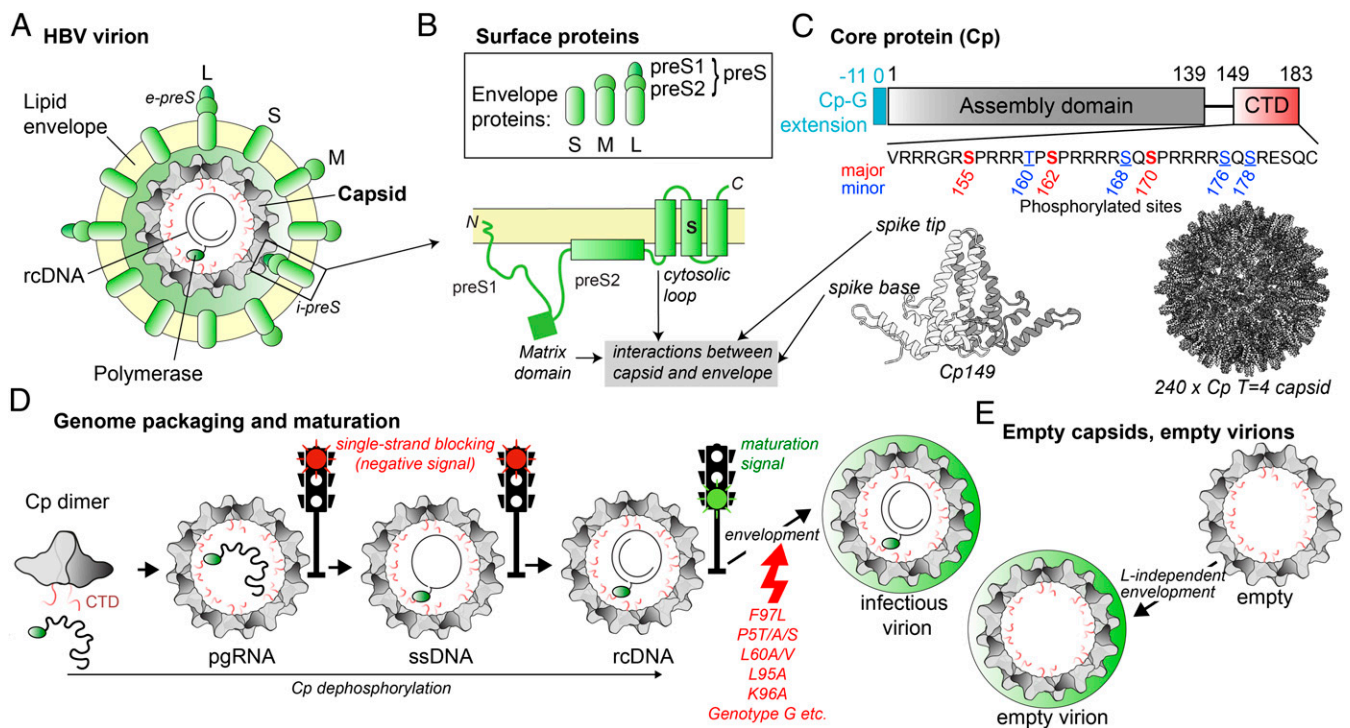 A HBV virion
L
e-preS
S
M
Lipid
envelope
Capsid
rcDNA
i-preS
Polymerase
B Surface proteins
Envelope
proteins:
preS1
preS2
} preS
S M L
N
C
S
preS1
preS2
cytosolic
loop
Matrix
domain
interactions between
capsid and envelope
C Core protein (Cp)
-11 0 1 139 149 183
Cp-G
extension
Assembly domain
CTD
VRRRGRSPRRRTPSPRRRRSQSPRRRRSQSRESQC
major
minor
155 160 162 168 170 176 178
Phosphorylated sites
spike tip
spike base
Cp149
240 x Cp T=4 capsid
D Genome packaging and maturation
single-strand blocking
(negative signal)
maturation
signal
Cp dimer
CTD
pgRNA
ssDNA
rcDNA
Cp dephosphorylation
envelopment
F97L
P5T/A/S
L60A/V
L95A
K96A
Genotype G etc.
infectious
virion
E Empty capsids, empty virions
L-independent
envelopment
empty
empty virion